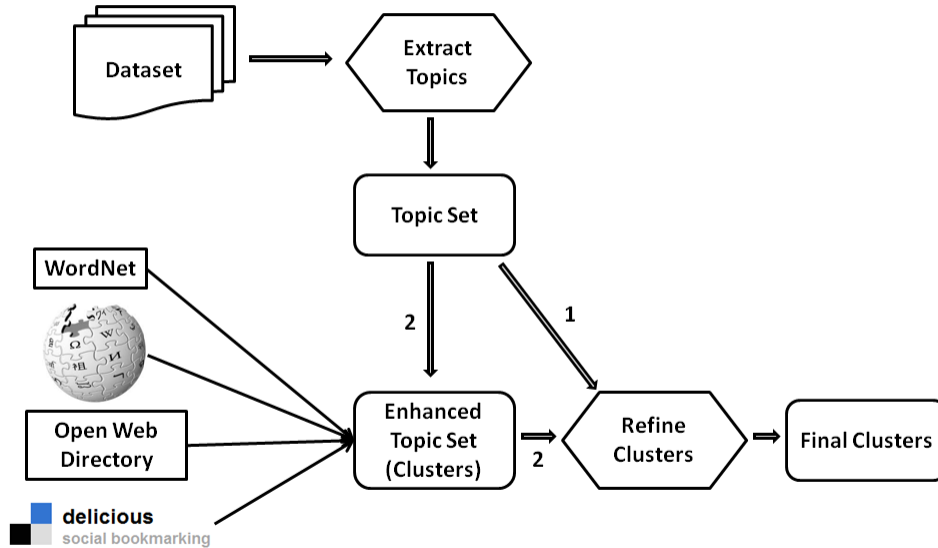 Dataset
Extract
Topics
Topic Set
WordNet
2
1
Open Web
Directory
Enhanced
Topic Set
(Clusters)
2
Refine
Clusters
Final Clusters
delicious
social bookmarking